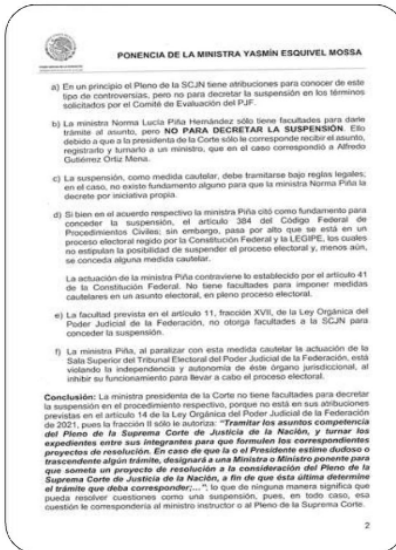 PONENCIA DE LA MINISTRA YASMÍN ESQUIVEL MOSSA
a) En un principio el Pleno de la SCJN tiene atribuciones para conocer de este
tipo de controversias, pero no para decretar la suspensión en los términos
solicitados por el Comité de Evaluación del PJF.
b) La ministra Norma Lucía Piña Hernández sólo tiene facultades para darle
trámite al asunto, pero NO PARA DECRETAR LA SUSPENSIÓN. Ello
debido a que a la presidenta de la Corte sólo le corresponde recibir el asunto,
registrarlo y turnarlo a un ministro, que en el caso correspondió a Alfredo
Gutiérrez Ortiz Mena.
c) La suspensión, como medida cautelar, debe tramitarse bajo reglas legales;
en el caso, no existe fundamento alguno para que la ministra Norma Piña la
decrete por iniciativa propia.
d) Si bien en el acuerdo respectivo la ministra Piña citó como fundamento para
conceder la suspensión, el artículo 384 del Código Federal de
Procedimientos Civiles; sin embargo, pasa por alto que se está en un
proceso electoral regido por la Constitución Federal y la LEGIPE, los cuales
no estipulan la posibilidad de suspender el proceso electoral y, menos aún,
se conceda alguna medida cautelar.
La actuación de la ministra Piña contraviene lo establecido por el artículo 41
de la Constitución Federal. No tiene facultades para imponer medidas
cautelares en un asunto electoral, en pleno proceso electoral.
e) La facultad prevista en el artículo 11, fracción XVII, de la Ley Orgánica del
Poder Judicial de la Federación, no otorga facultades a la SCJN para
conceder la suspensión.
f) La ministra Piña, al paralizar con esta medida cautelar la actuación de la
Sala Superior del Tribunal Electoral del Poder Judicial de la Federación, está
violando la independencia y autonomía de éste órgano jurisdiccional, al
inhibir su funcionamiento para llevar a cabo el proceso electoral.
Conclusión: La ministra presidenta de la Corte no tiene facultades para decretar
la suspensión en el procedimiento respectivo, porque no está en sus atribuciones
previstas en el artículo 14 de la Ley Orgánica del Poder Judicial de la Federación
de 2021, pues la fracción II sólo le autoriza: "Tramitar los asuntos competencia
del Pleno de la Suprema Corte de Justicia de la Nación, y turnar los
expedientes entre sus integrantes para que formulen los correspondientes
proyectos de resolución. En caso de que la o el Presidente estime dudoso o
trascendente algún trámite, designará a una Ministra o Ministro ponente para
que someta un proyecto de resolución a la consideración del Pleno de la
Suprema Corte de Justicia de la Nación, a fin de que ésta última determine
el trámite que deba corresponder;...", lo que de ninguna manera significa que
pueda resolver cuestiones como una suspensión, pues, en todo caso, esa
cuestión le correspondería al ministro instructor o al Pleno de la Suprema Corte.
2